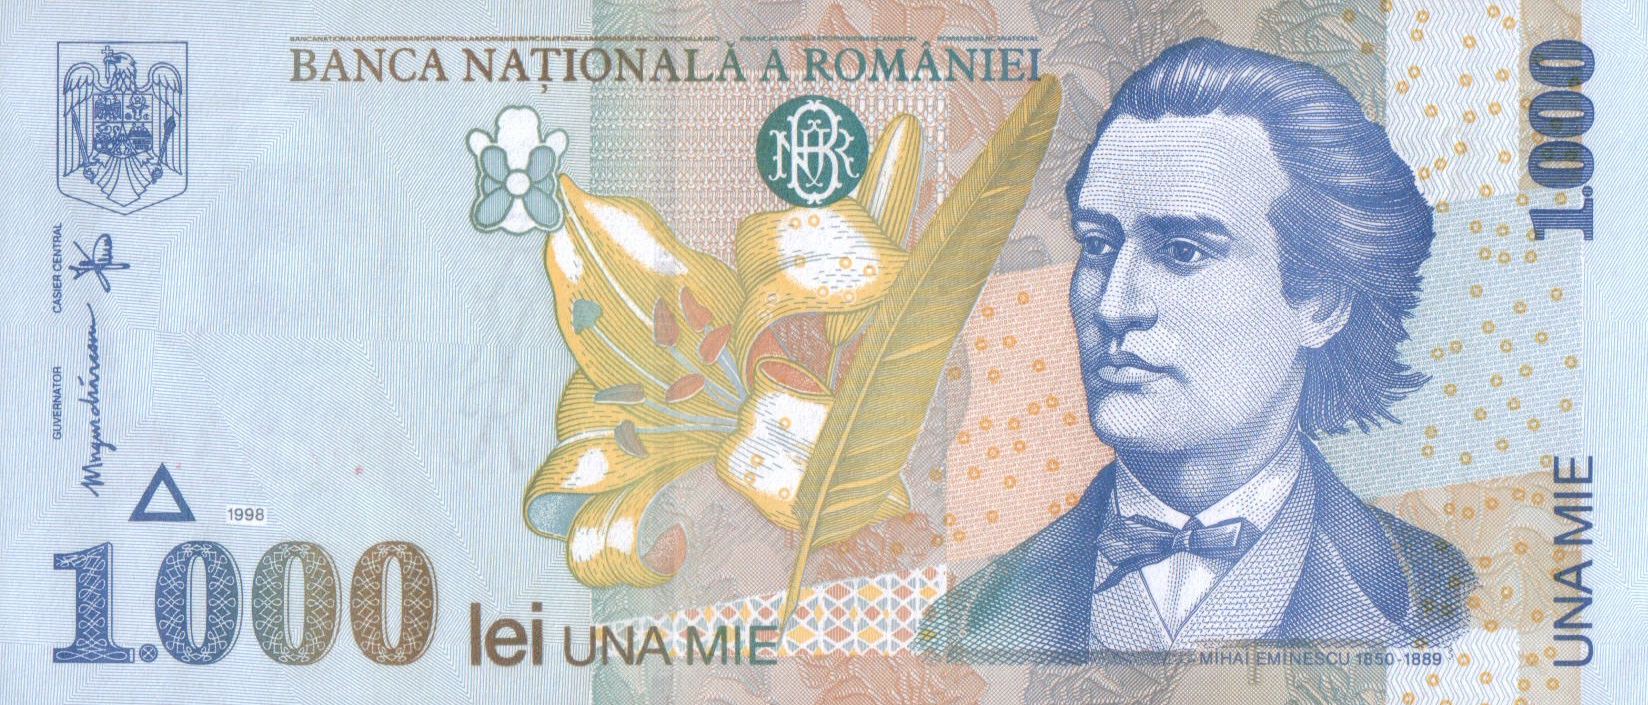 BANCA NAȚIONALĂ A ROMÂNIEI
BNR
CASIER CENTRAL
GUVERNATOR
1998
1.000
lei UNA MIE
1.000
UNA MIE
MIHAI EMINESCU 1850-1889